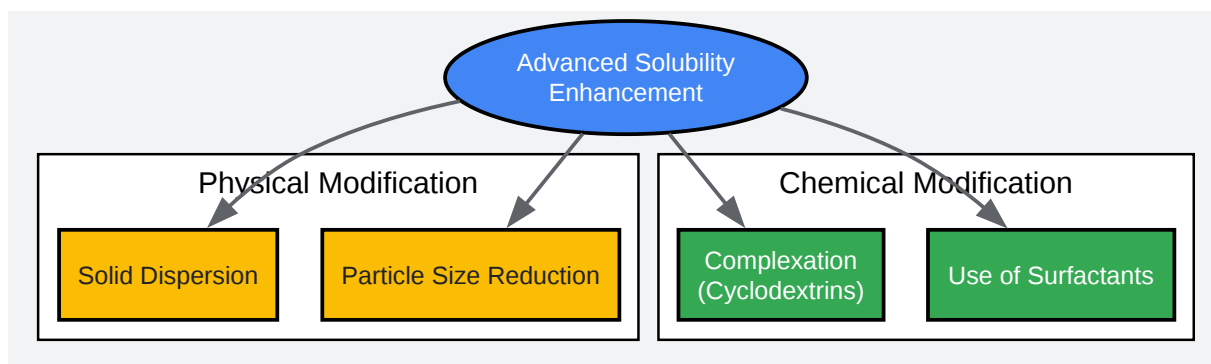 Advanced Solubility
Enhancement
Physical Modification
Chemical Modification
Solid Dispersion
Particle Size Reduction
Complexation
(Cyclodextrins)
Use of Surfactants